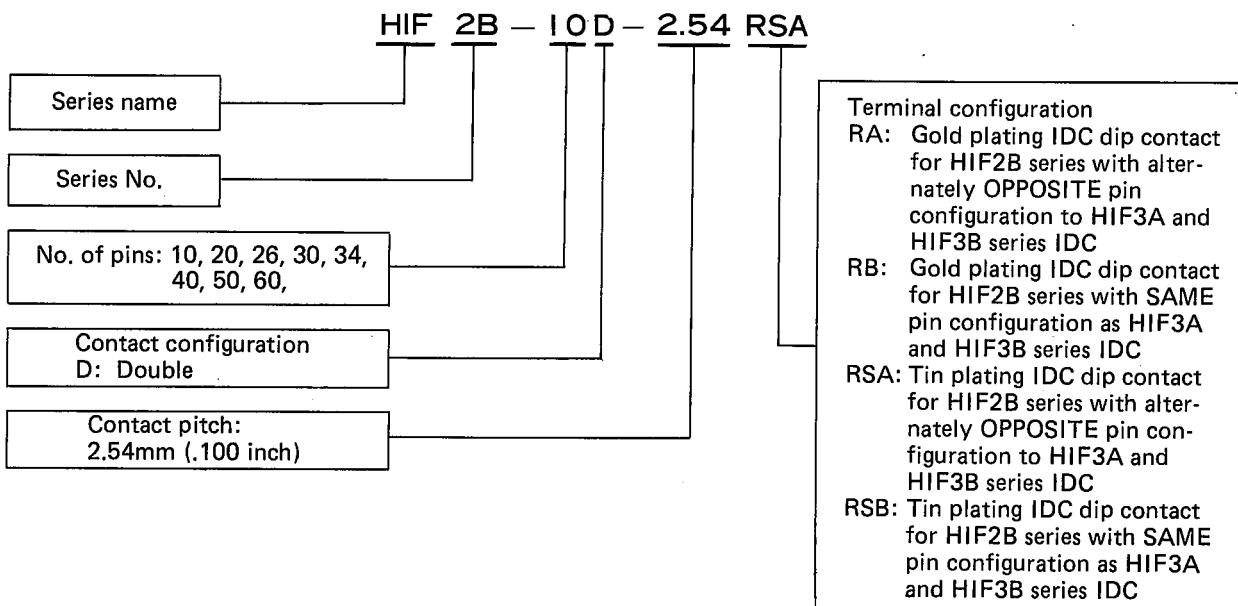 HIF 2B – 10 D – 2.54 RSA
Series name
Series No.
No. of pins: 10, 20, 26, 30, 34,
40, 50, 60,
Contact configuration
D: Double
Contact pitch:
2.54mm (.100 inch)
Terminal configuration
RA: Gold plating IDC dip contact
for HIF2B series with alter-
nately OPPOSITE pin
configuration to HIF3A and
HIF3B series IDC
RB: Gold plating IDC dip contact
for HIF2B series with SAME
pin configuration as HIF3A
and HIF3B series IDC
RSA: Tin plating IDC dip contact
for HIF2B series with alter-
nately OPPOSITE pin con-
figuration to HIF3A and
HIF3B series IDC
RSB: Tin plating IDC dip contact
for HIF2B series with SAME
pin configuration as HIF3A
and HIF3B series IDC